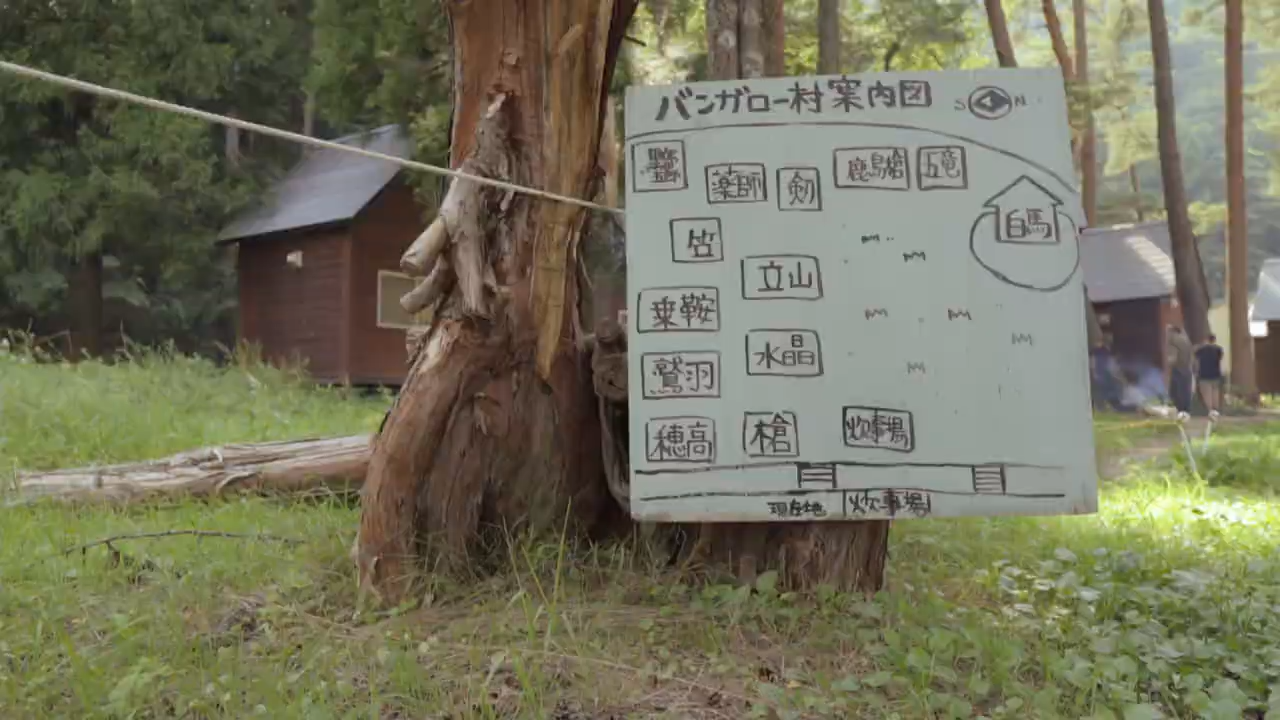 バンガロー村案内図
S N
薬師
剱
鹿島槍
五竜
白馬
笠
立山
乗鞍
水晶
鷲羽
穂高
槍
炊事場
現在地
炊事場